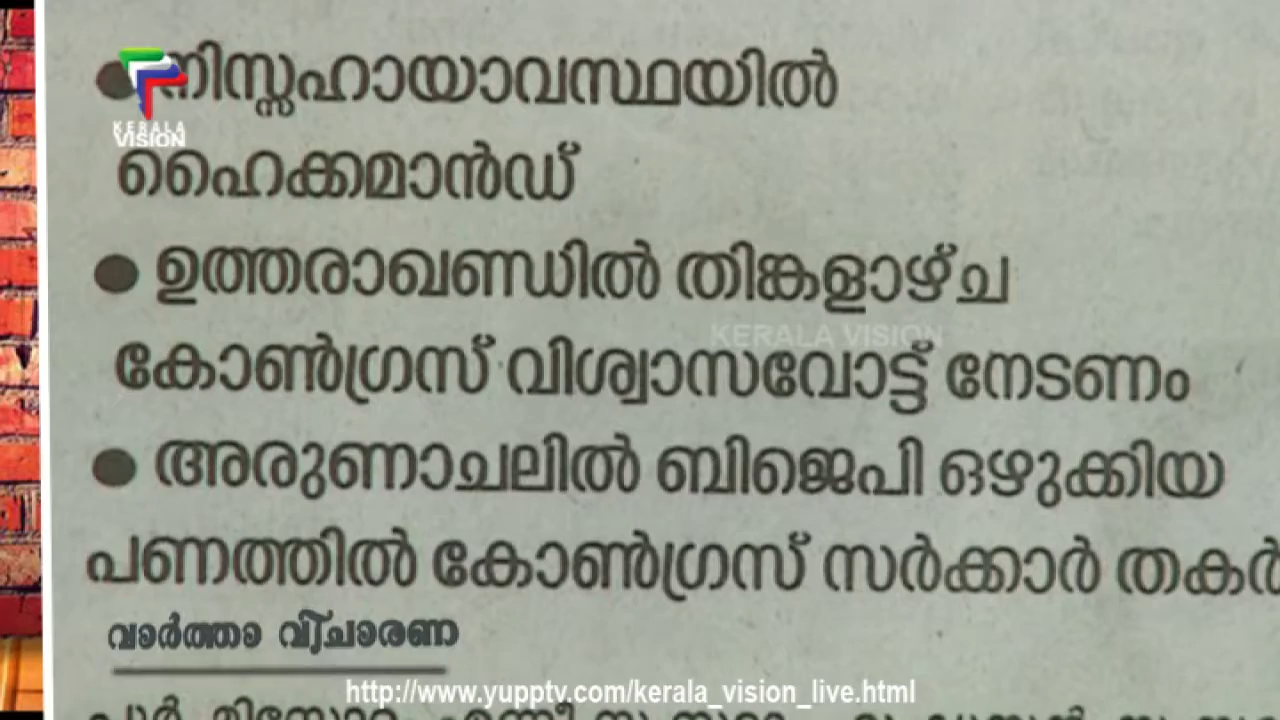 ● നിസ്സഹായാവസ്ഥയിൽ
KERALA
VISION
ഹൈക്കമാൻഡ്
● ഉത്തരാഖണ്ഡിൽ തിങ്കളാഴ്ച
KERALA VISION
കോൺഗ്രസ് വിശ്വാസവോട്ട് നേടണം
● അരുണാചലിൽ ബിജെപി ഒഴുക്കിയ
പണത്തിൽ കോൺഗ്രസ് സർക്കാർ തകർ
വാർത്താ വിചാരണ
http://www.yupptv.com/kerala_vision_live.html